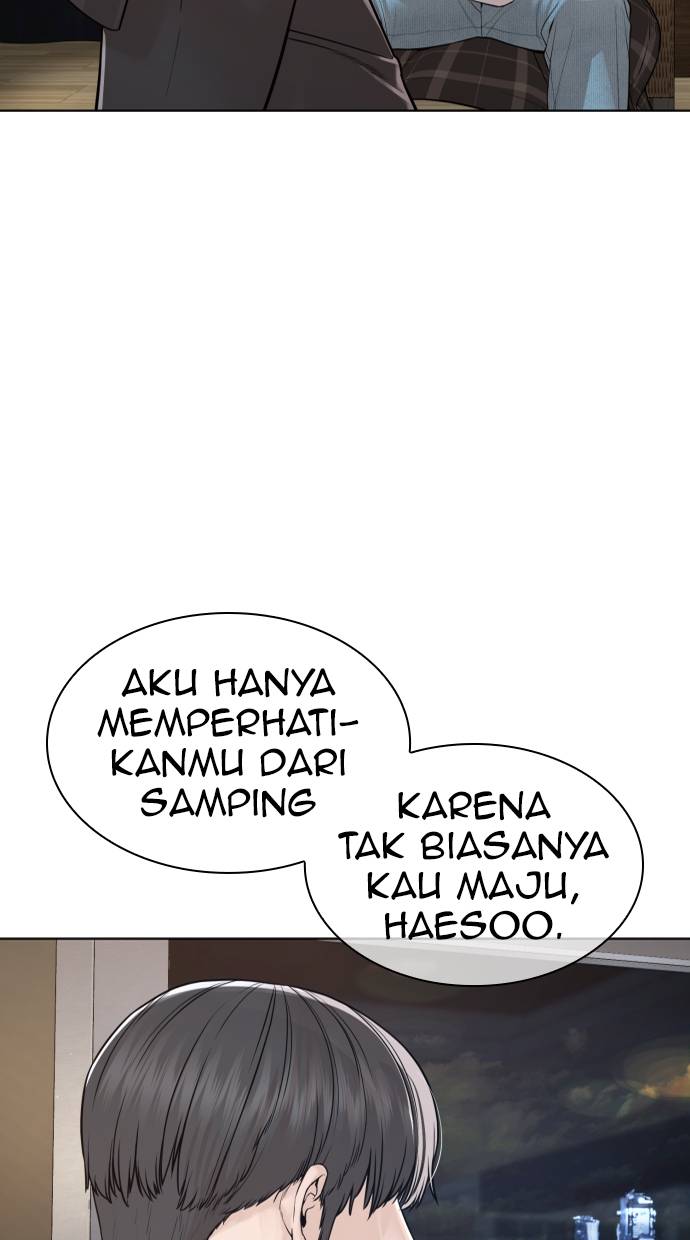 AKU HANYA
MEMPERHATI-
KANMU DARI
SAMPING
KARENA
TAK BIASANYA
KAU MAJU,
HAESOO.